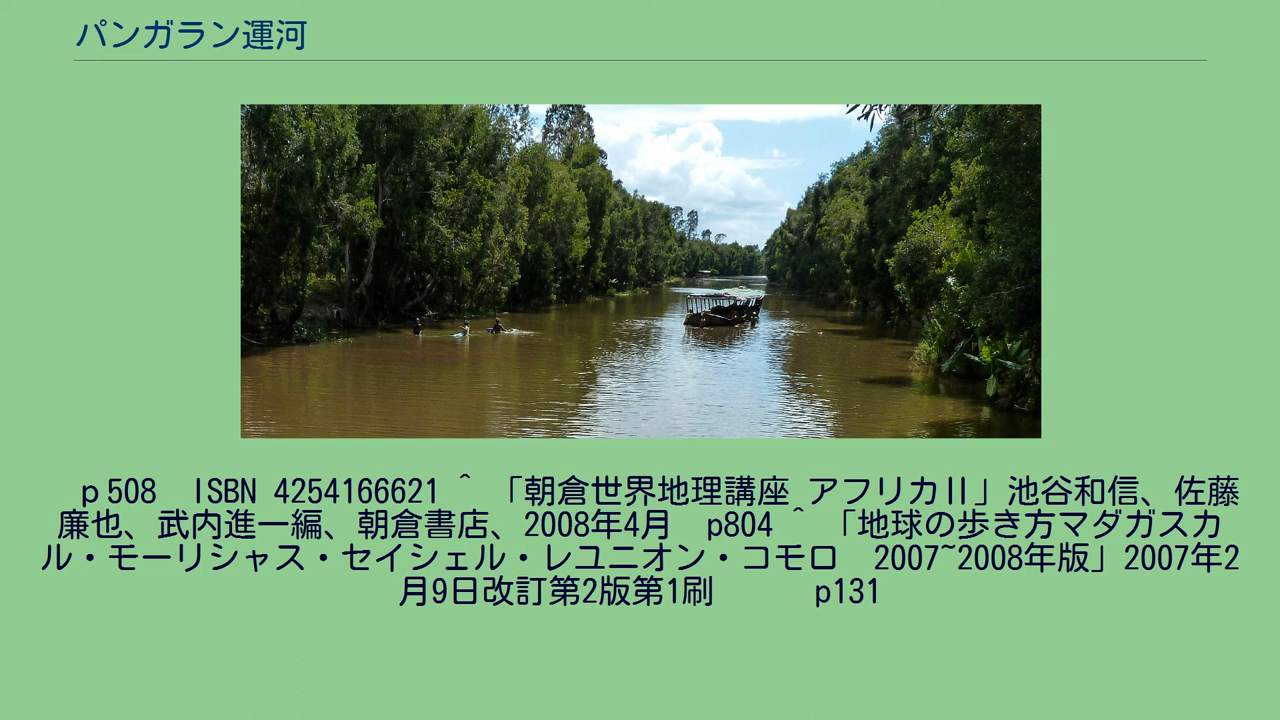 パンガラン運河
ｐ508　ISBN 4254166621 ^ 「朝倉世界地理講座 アフリカⅡ」池谷和信、佐藤
廉也、武内進一編、朝倉書店、2008年4月　p804 ^ 「地球の歩き方マダガスカ
ル・モーリシャス・セイシェル・レユニオン・コモロ　2007~2008年版」2007年2
月9日改訂第2版第1刷　　　p131